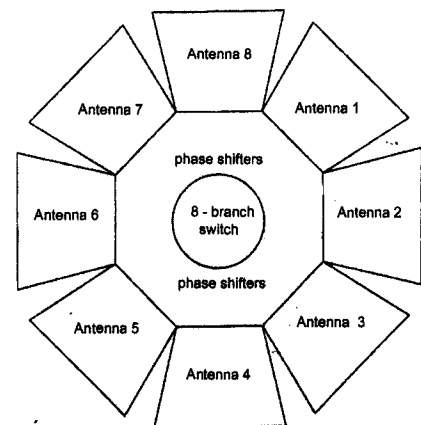 Antenna 8
Antenna 7
Antenna 1
phase shifters
Antenna 6
8 - branch
switch
Antenna 2
phase shifters
Antenna 5
Antenna 3
Antenna 4